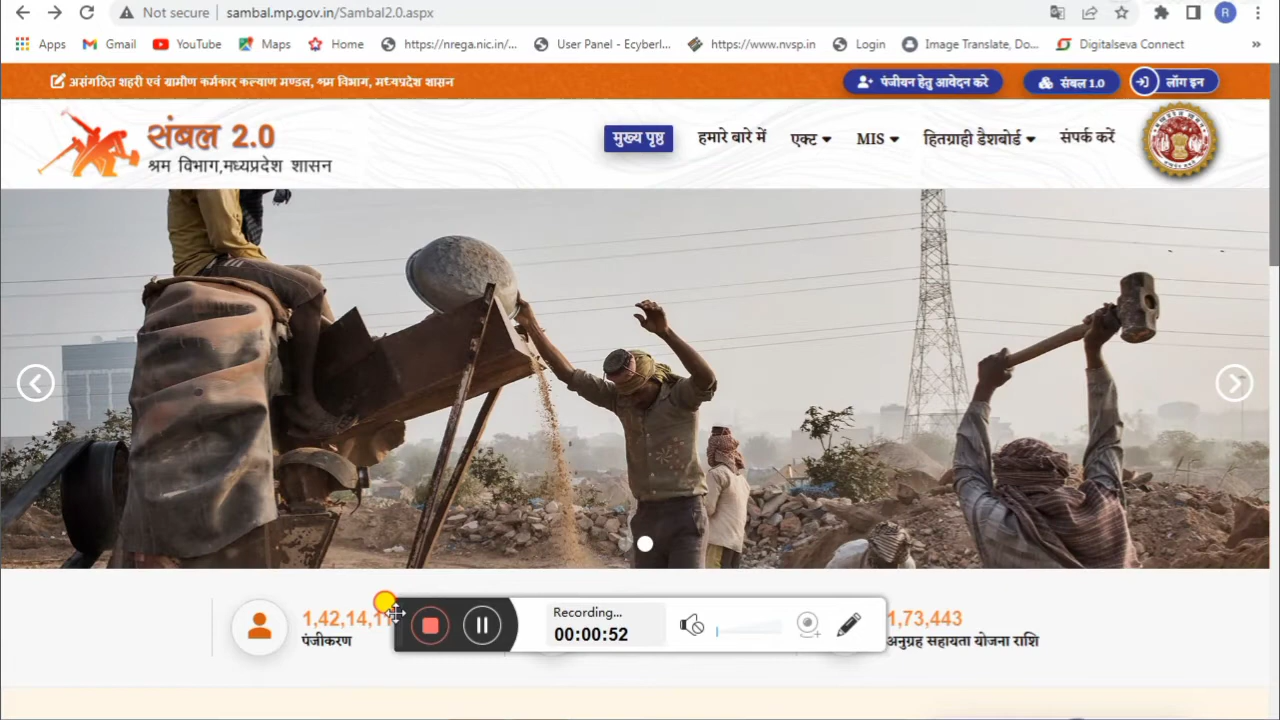 Not secure | sambal.mp.gov.in/Sambal2.0.aspx
R
Apps Gmail YouTube Maps Home https://nrega.nic.in/... User Panel - Ecyberl... https://www.nvsp.in Login Image Translate, Do... Digitalseva Connect »
असंगठित शहरी एवं ग्रामीण कर्मकार कल्याण मण्डल, श्रम विभाग, मध्यप्रदेश शासन
पंजीयन हेतु आवेदन करे
संबल 1.0
लॉग इन
संबल 2.0
श्रम विभाग,मध्यप्रदेश शासन
मुख्य पृष्ठ हमारे बारे में एक्ट MIS हितग्राही डैशबोर्ड संपर्क करें
1,42,14,1
पंजीकरण
Recording...
00:00:52
1,73,443
अनुग्रह सहायता योजना राशि